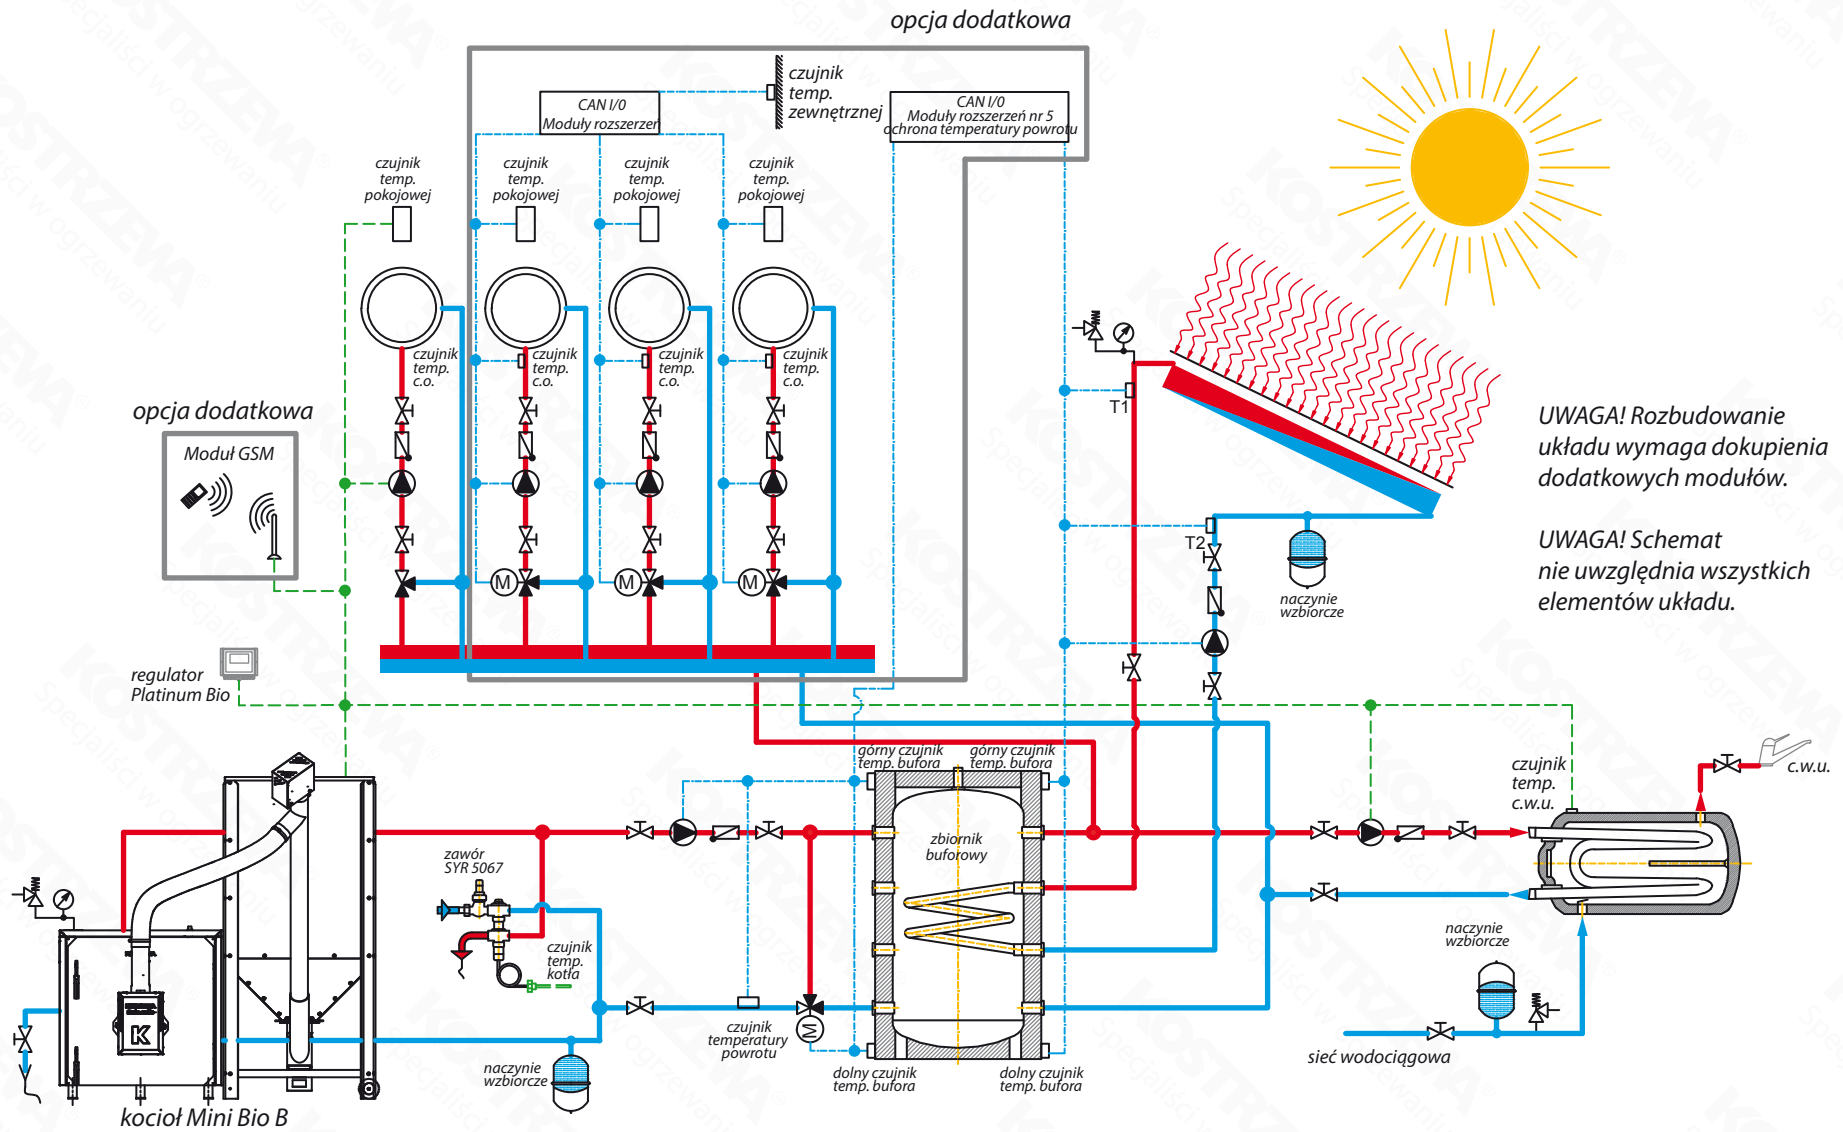 opcja dodatkowa
czujnik
temp.
zewnętrznej
CAN I/0
Moduły rozszerzeń
CAN I/0
Moduły rozszerzeń nr 5
ochrona temperatury powrotu
czujnik
temp.
pokojowej
czujnik
temp.
pokojowej
czujnik
temp.
pokojowej
czujnik
temp.
pokojowej
czujnik
temp.
c.o.
czujnik
temp.
c.o.
czujnik
temp.
c.o.
czujnik
temp.
c.o.
T1
opcja dodatkowa
Moduł GSM
UWAGA! Rozbudowanie
układu wymaga dokupienia
dodatkowych modułów.
UWAGA! Schemat
nie uwzględnia wszystkich
elementów układu.
T2
M
M
M
naczynie
wzbiorcze
regulator
Platinum Bio
górny czujnik
temp. bufora
górny czujnik
temp. bufora
czujnik
temp.
c.w.u.
c.w.u.
zbiornik
buforowy
zawór
SYR 5067
czujnik
temp.
kotła
naczynie
wzbiorcze
K
M
czujnik
temperatury
powrotu
naczynie
wzbiorcze
dolny czujnik
temp. bufora
dolny czujnik
temp. bufora
sieć wodociągowa
kocioł Mini Bio B
KOSTRZEWA®
Specjaliści w ogrzewaniu